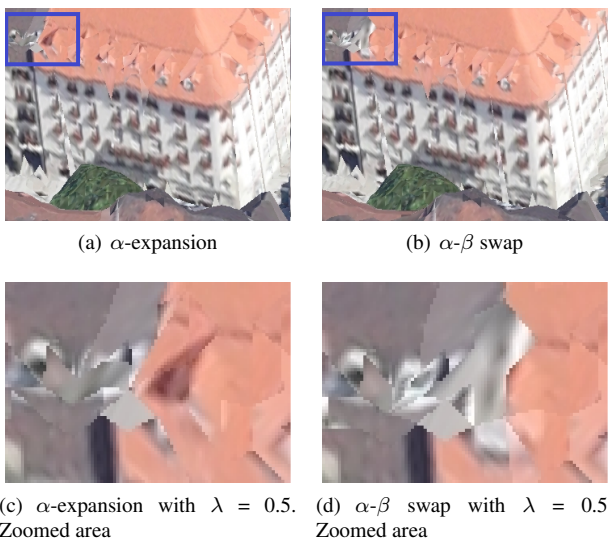 (a) α-expansion
(b) α-β swap
(c) α-expansion with λ = 0.5.
Zoomed area
(d) α-β swap with λ = 0.5
Zoomed area